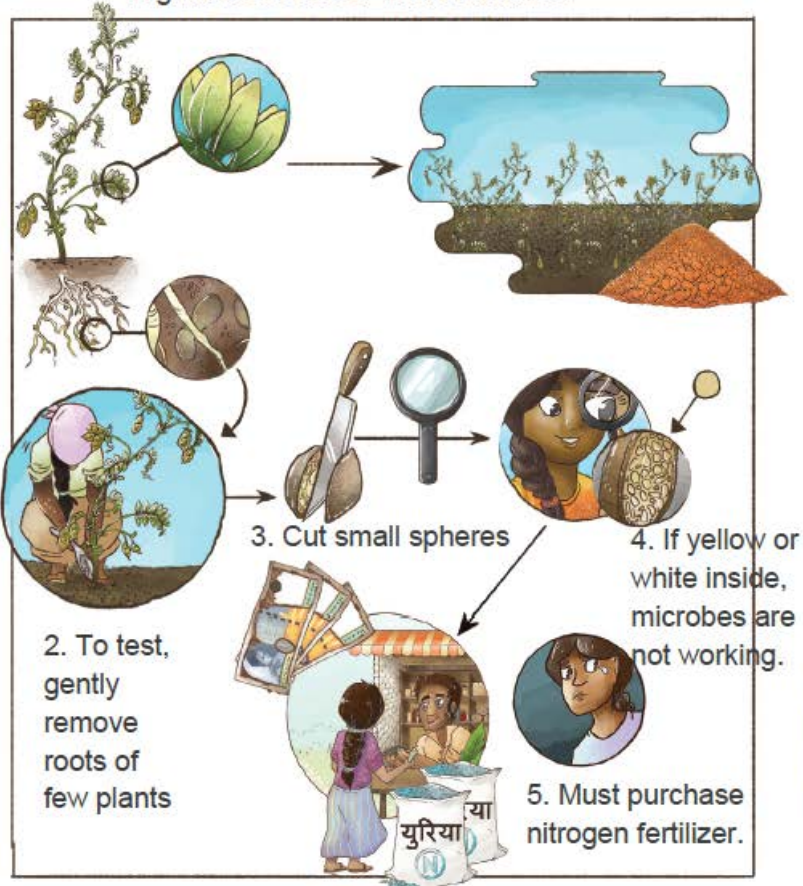 2. To test,
gently
remove
roots of
few plants
3. Cut small spheres
4. If yellow or
white inside,
microbes are
not working.
5. Must purchase
nitrogen fertilizer.
युरिया
या
N